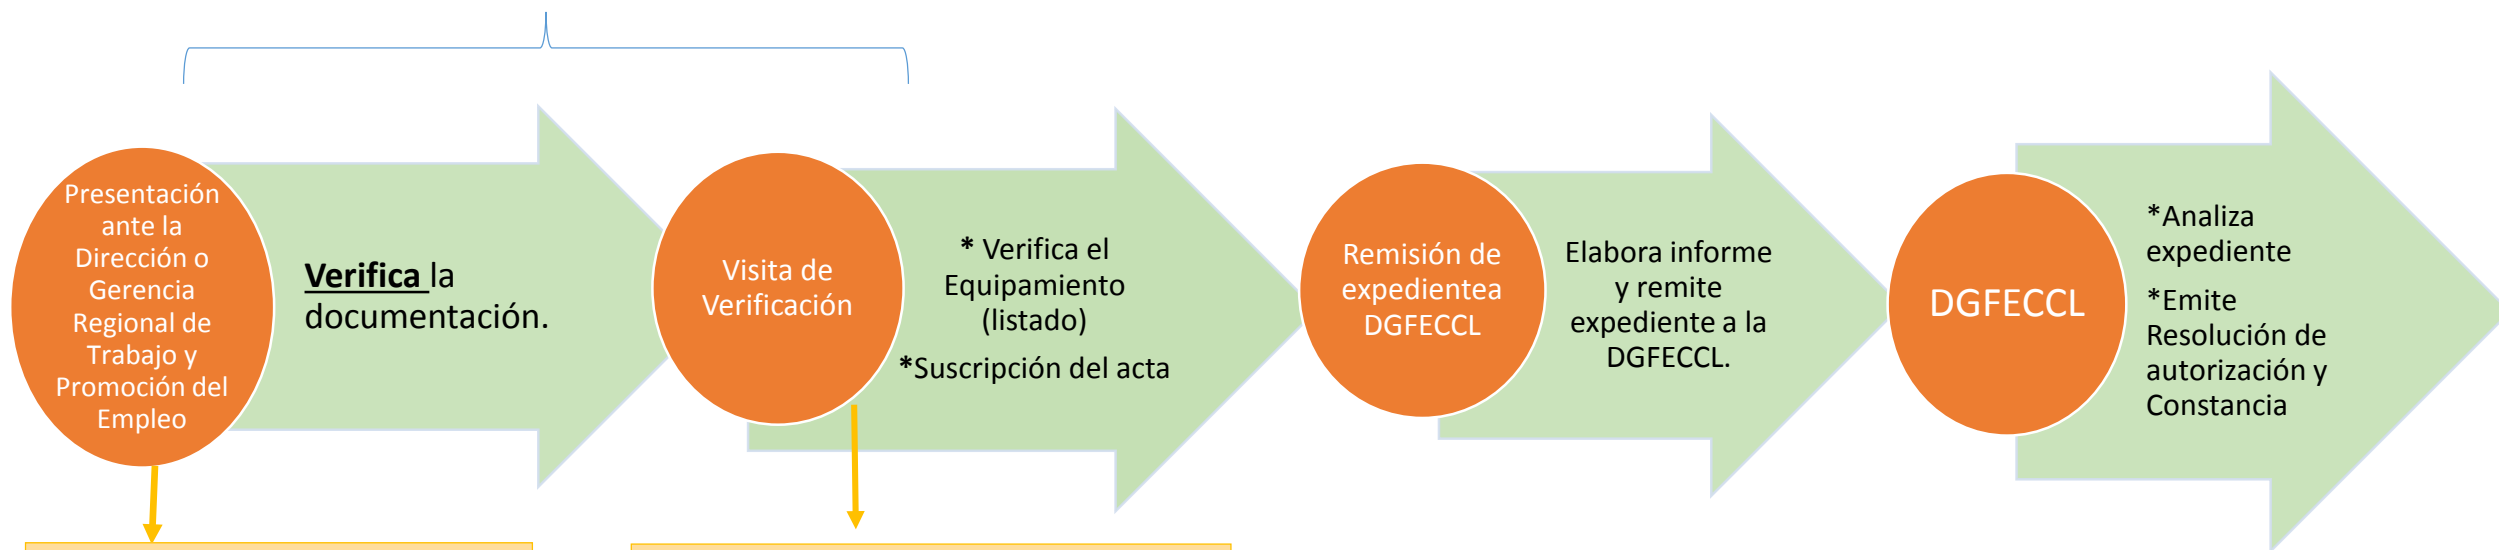 Presentación
ante la
Dirección o
Gerencia
Regional de
Trabajo y
Promoción del
Empleo
Verifica la
documentación.
Visita de
Verificación
* Verifica el
Equipamiento
(listado)
*Suscripción del acta
Remisión de
expedientea
DGFECCL
Elabora informe
y remite
expediente a la
DGFECCL.
DGFECCL
*Analiza
expediente
*Emite
Resolución de
autorización y
Constancia